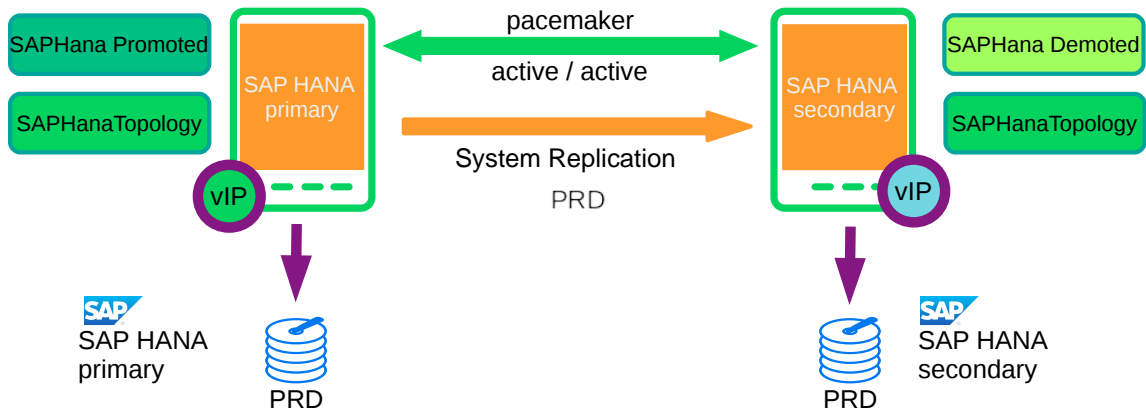 SAPHana Promoted
SAPHanaTopology
SAP HANA
primary
vIP
pacemaker
active / active
System Replication
PRD
SAP HANA
secondary
vIP
SAPHana Demoted
SAPHanaTopology
SAP
SAP HANA
primary
PRD
PRD
SAP
SAP HANA
secondary